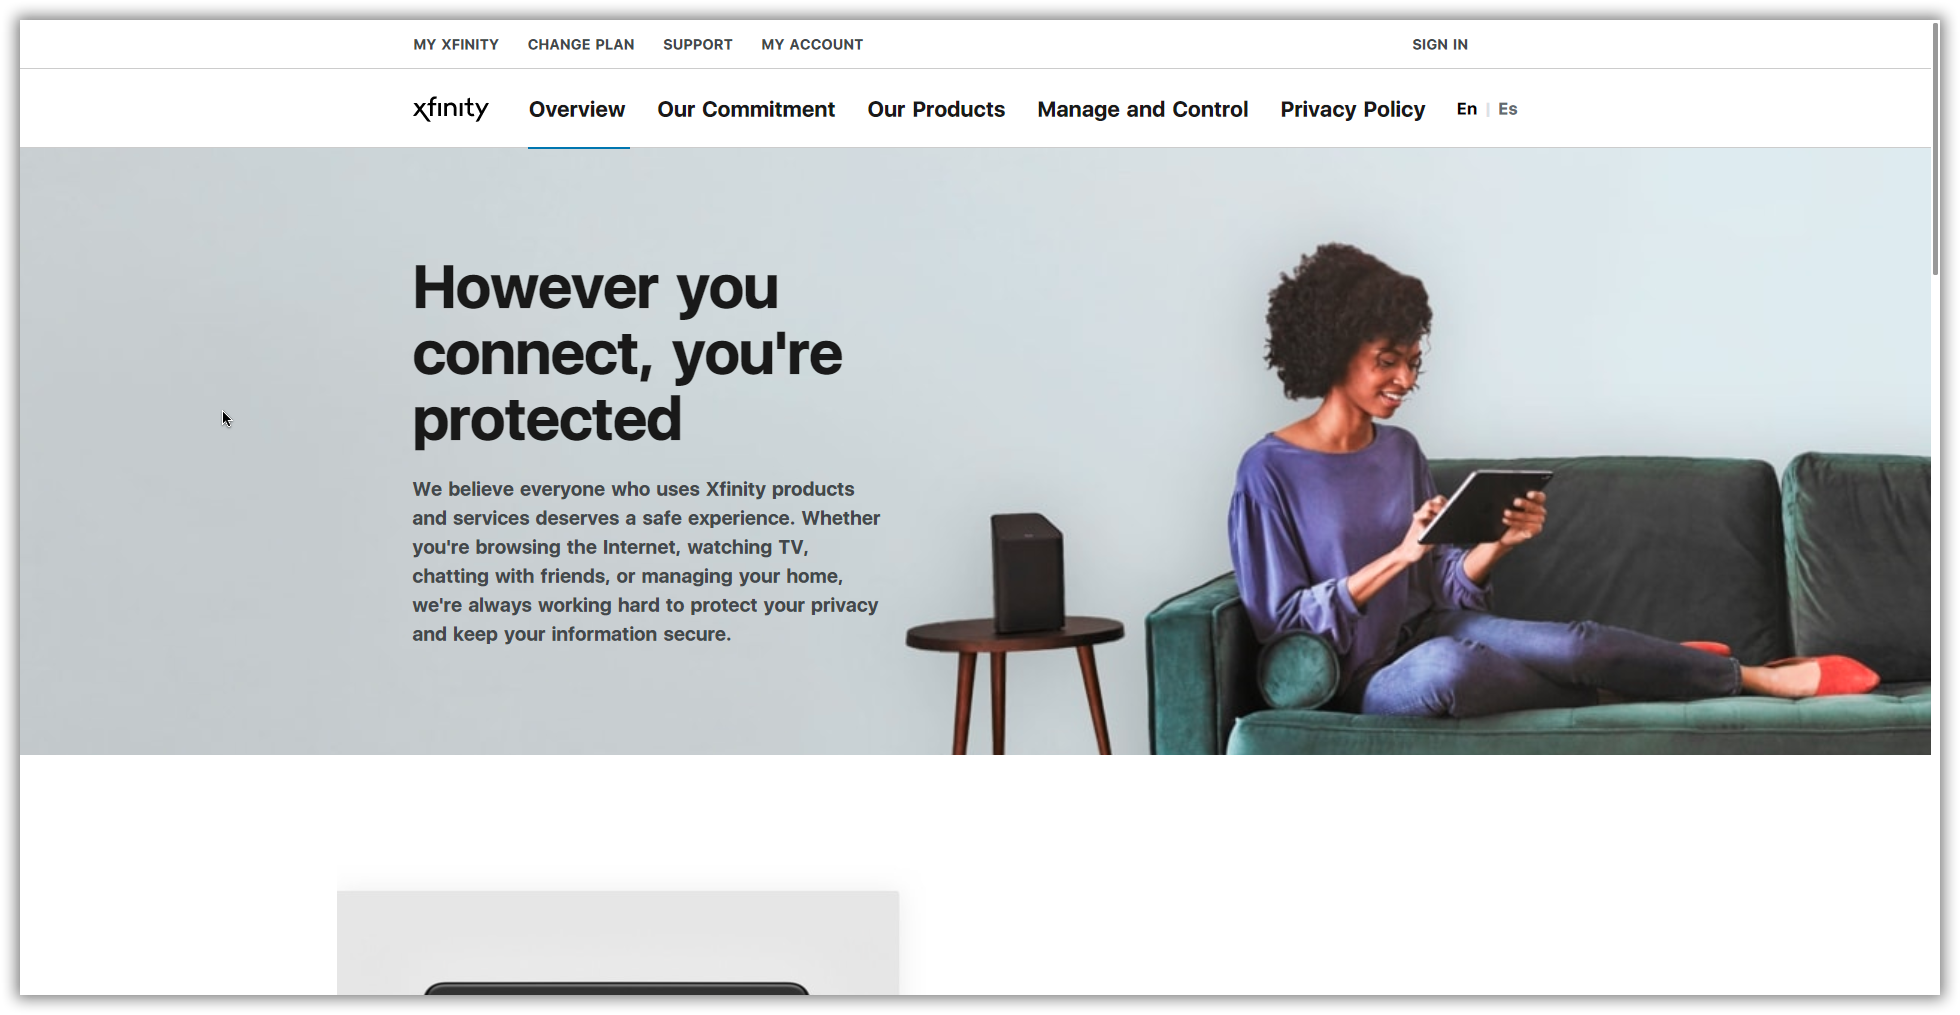 MY XFINITY CHANGE PLAN SUPPORT MY ACCOUNT SIGN IN
xfinity Overview Our Commitment Our Products Manage and Control Privacy Policy En | Es
However you
connect, you're
protected
We believe everyone who uses Xfinity products
and services deserves a safe experience. Whether
you're browsing the Internet, watching TV,
chatting with friends, or managing your home,
we're always working hard to protect your privacy
and keep your information secure.